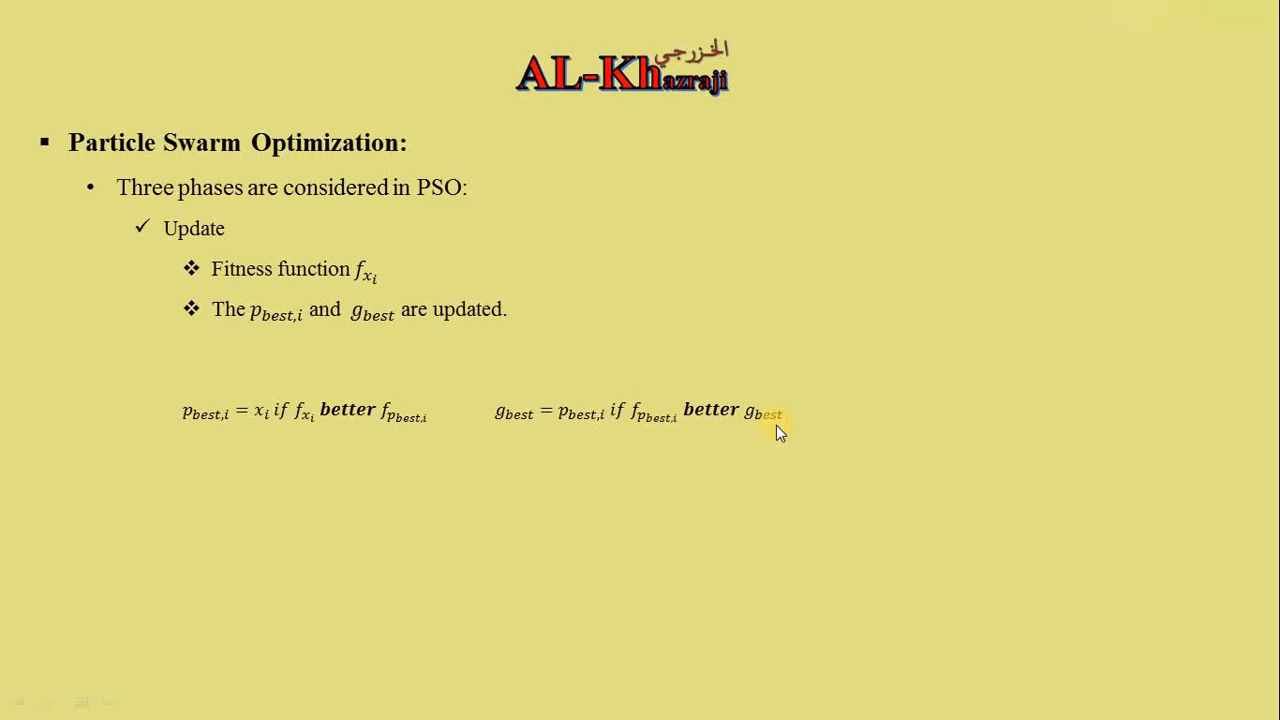 الخزرجي
AL-Khazraji
▪ Particle Swarm Optimization:
• Three phases are considered in PSO:
✓ Update
❖ Fitness function $f_{x_i}$
❖ The $p_{best,i}$ and $g_{best}$ are updated.
$p_{best,i} = x_i$ if $f_{x_i}$ better $f_{p_{best,i}}$ $g_{best} = p_{best,i}$ if $f_{p_{best,i}}$ better $g_{best}$